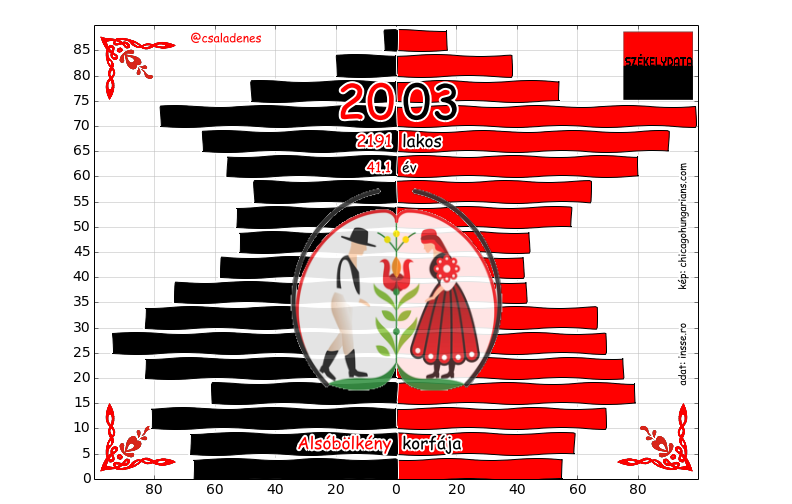 @csaladenes
SZÉKELYDATA
2003
2191 lakos
41.1 év
kép: chicagohungarians.com
adat: insse.ro
Alsóbölkény korfája
85
80
75
70
65
60
55
50
45
40
35
30
25
20
15
10
5
0
80 60 40 20 0 20 40 60 80